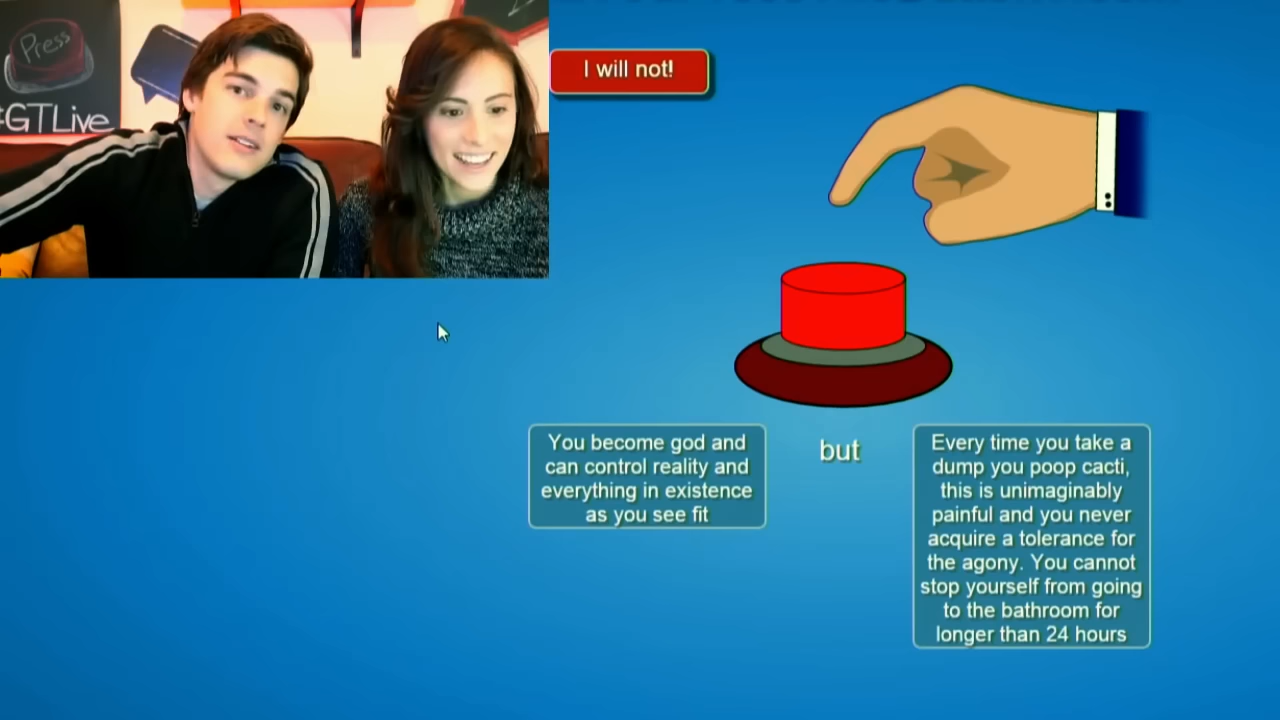 Press
#GTLive
I will not!
You become god and
can control reality and
everything in existence
as you see fit
but
Every time you take a
dump you poop cacti,
this is unimaginably
painful and you never
acquire a tolerance for
the agony. You cannot
stop yourself from going
to the bathroom for
longer than 24 hours